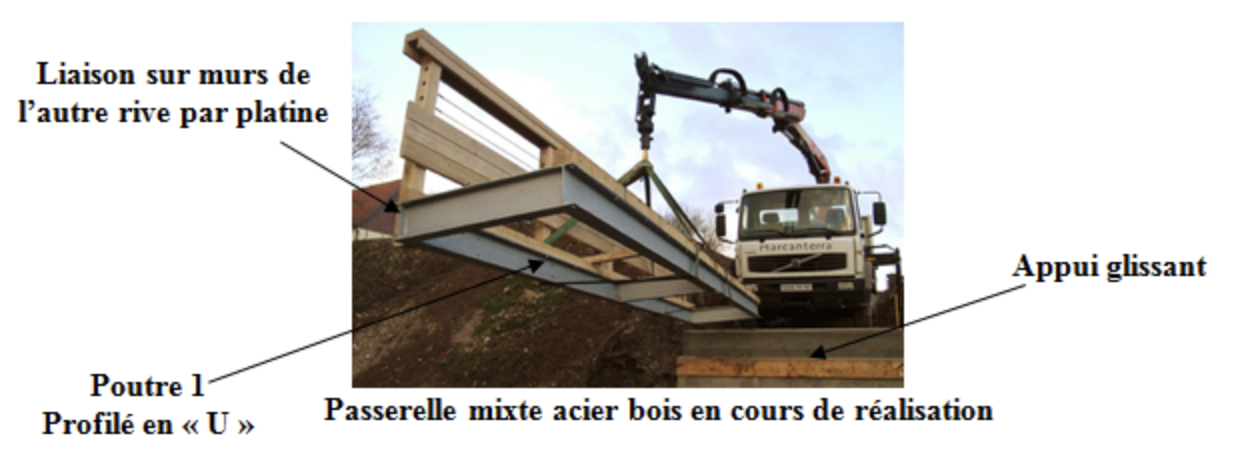 Liaison sur murs de
l’autre rive par platine
Marcanterra
Appui glissant
Poutre 1
Profilé en « U »
Passerelle mixte acier bois en cours de réalisation